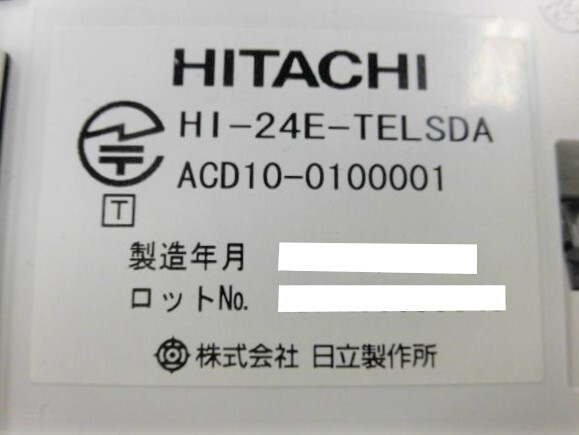 HITACHI
HI-24E-TELSDA
ACD10-0100001
T
製造年月
ロットNo.
株式会社 日立製作所